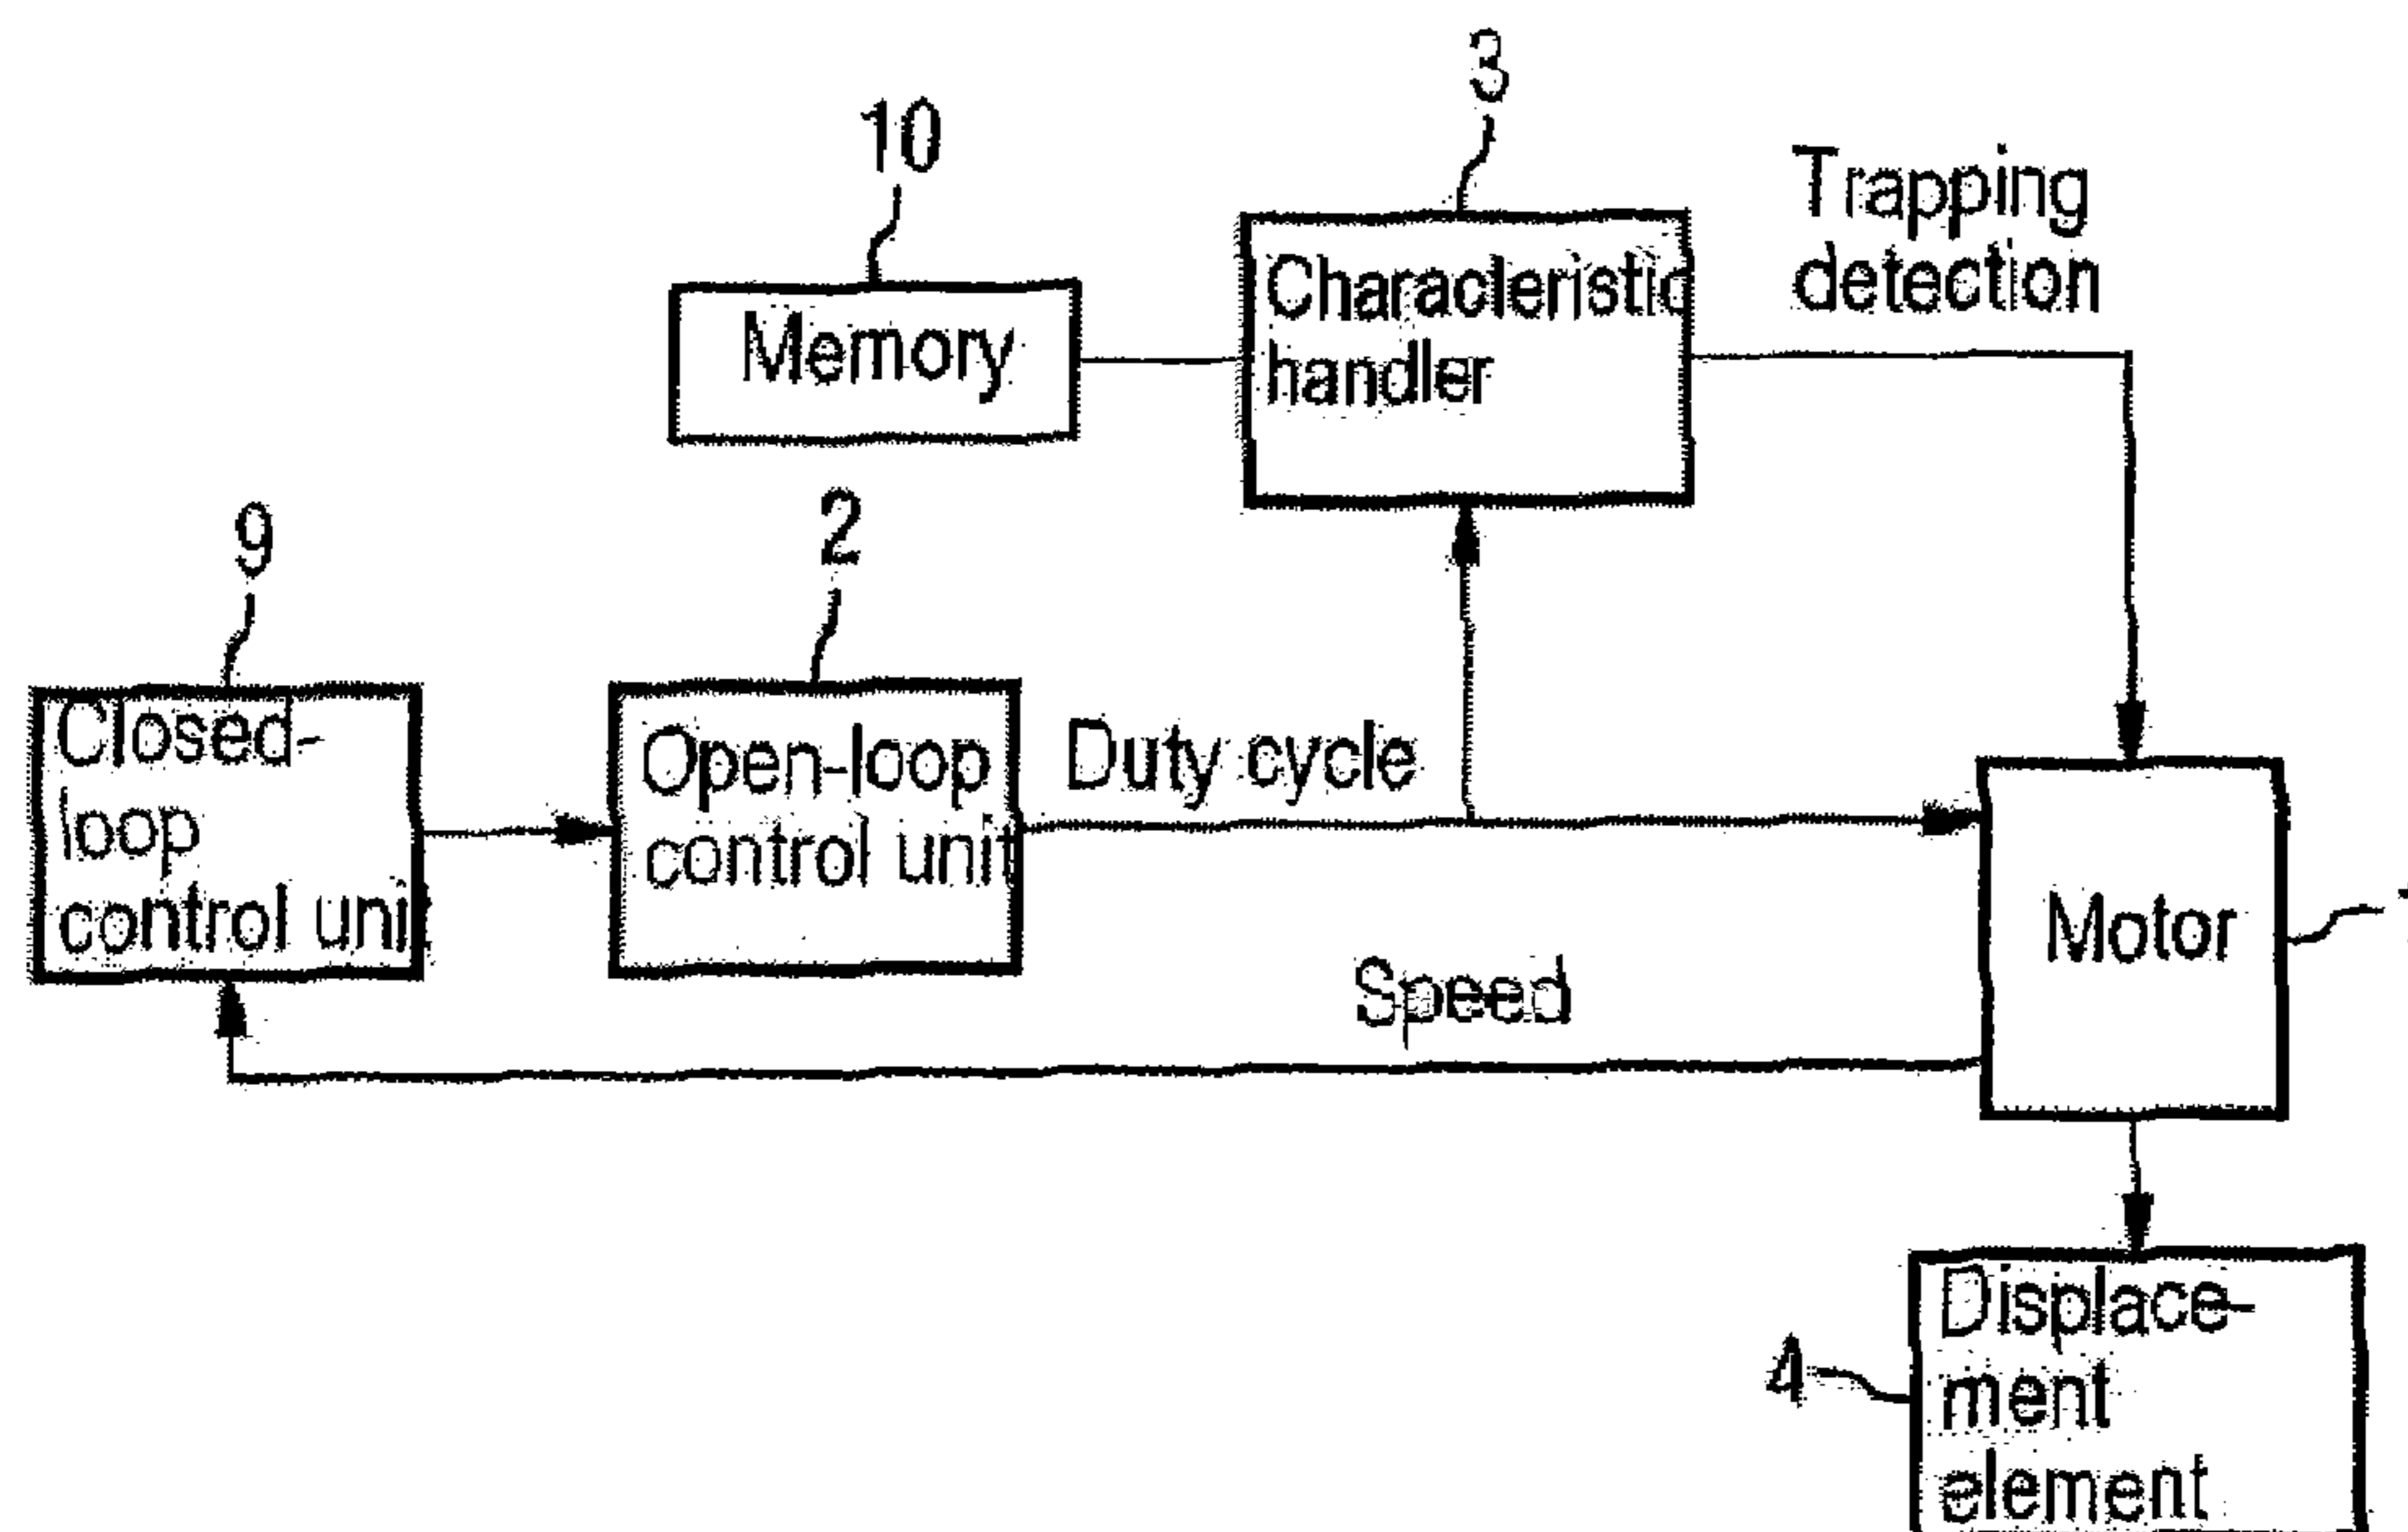 3
10
Trapping
detection
Characteristic
handler
Memory
9
2
Closed-
loop
control unit
Open-loop
control unit
Duty cycle
Motor
Speed
4
Displace-
ment
element